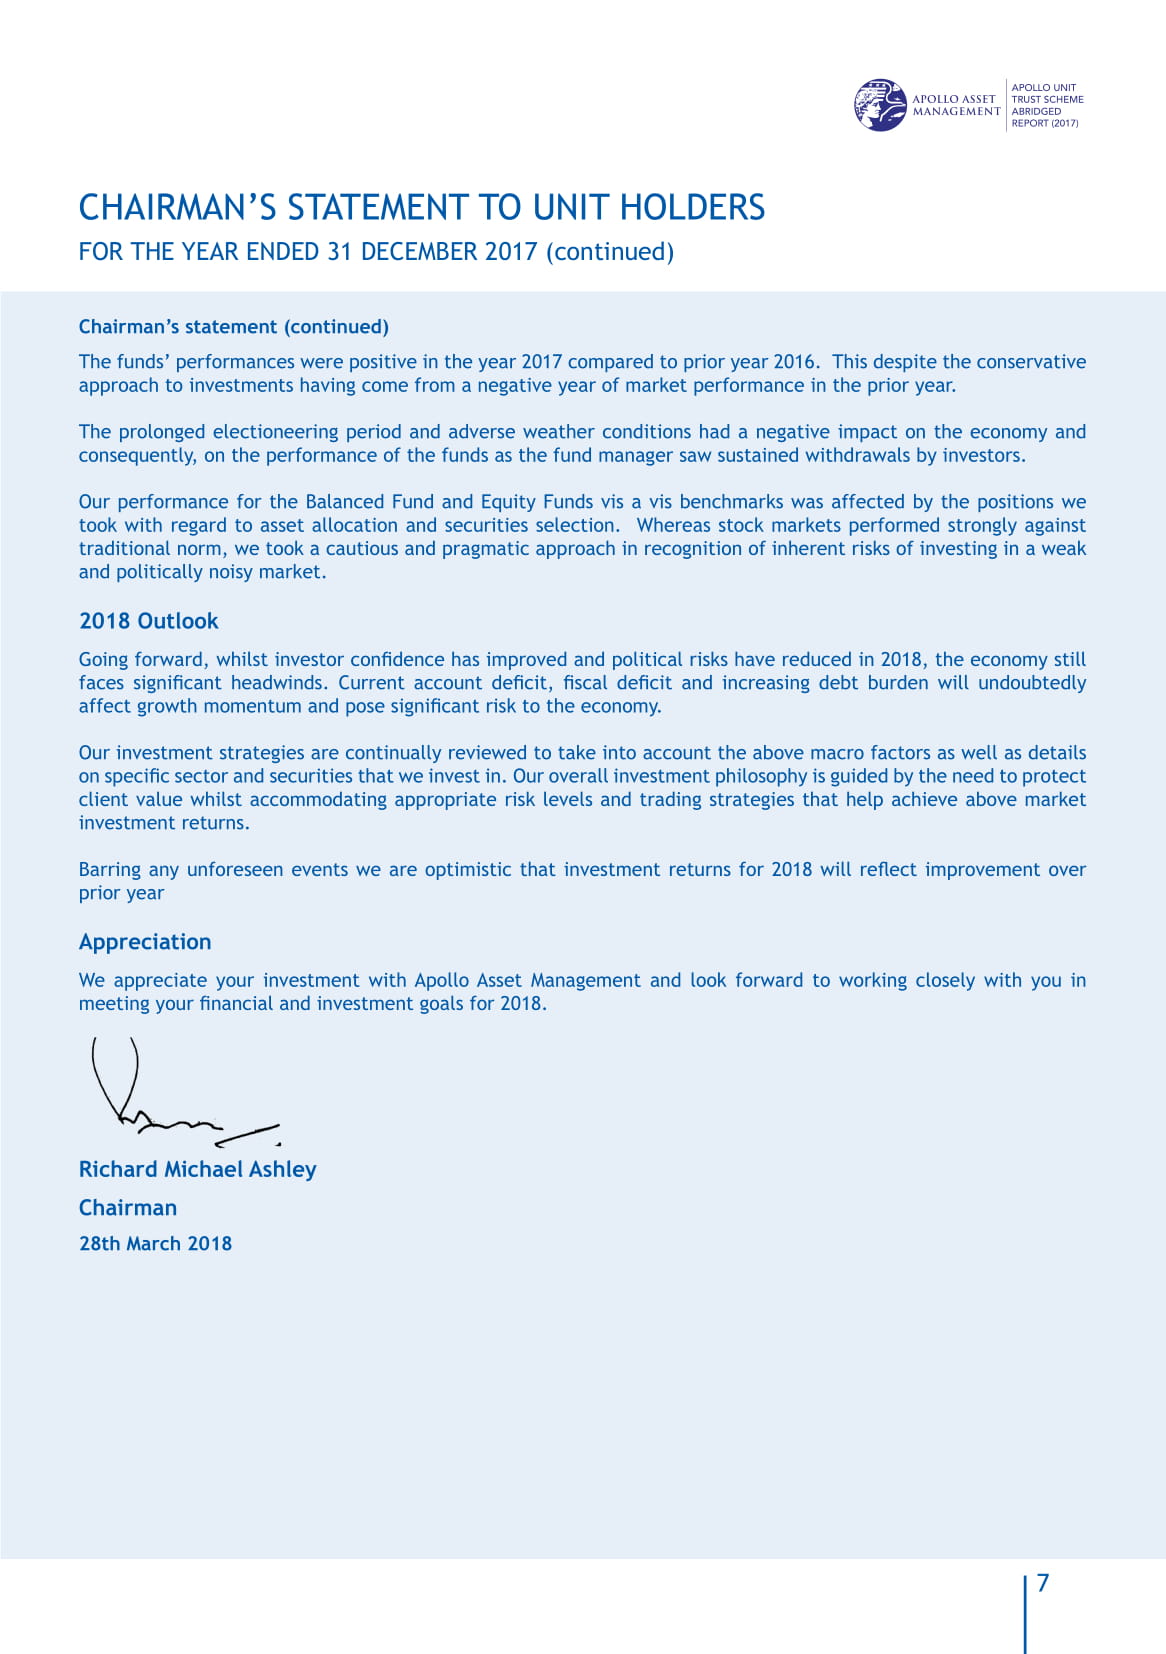 APOLLO ASSET
MANAGEMENT
APOLLO UNIT
TRUST SCHEME
ABRIDGED
REPORT (2017)
CHAIRMAN’S STATEMENT TO UNIT HOLDERS
FOR THE YEAR ENDED 31 DECEMBER 2017 (continued)
Chairman’s statement (continued)
The funds’ performances were positive in the year 2017 compared to prior year 2016. This despite the conservative
approach to investments having come from a negative year of market performance in the prior year.
The prolonged electioneering period and adverse weather conditions had a negative impact on the economy and
consequently, on the performance of the funds as the fund manager saw sustained withdrawals by investors.
Our performance for the Balanced Fund and Equity Funds vis a vis benchmarks was affected by the positions we
took with regard to asset allocation and securities selection. Whereas stock markets performed strongly against
traditional norm, we took a cautious and pragmatic approach in recognition of inherent risks of investing in a weak
and politically noisy market.
2018 Outlook
Going forward, whilst investor confidence has improved and political risks have reduced in 2018, the economy still
faces significant headwinds. Current account deficit, fiscal deficit and increasing debt burden will undoubtedly
affect growth momentum and pose significant risk to the economy.
Our investment strategies are continually reviewed to take into account the above macro factors as well as details
on specific sector and securities that we invest in. Our overall investment philosophy is guided by the need to protect
client value whilst accommodating appropriate risk levels and trading strategies that help achieve above market
investment returns.
Barring any unforeseen events we are optimistic that investment returns for 2018 will reflect improvement over
prior year
Appreciation
We appreciate your investment with Apollo Asset Management and look forward to working closely with you in
meeting your financial and investment goals for 2018.
Richard Michael Ashley
Chairman
28th March 2018
7